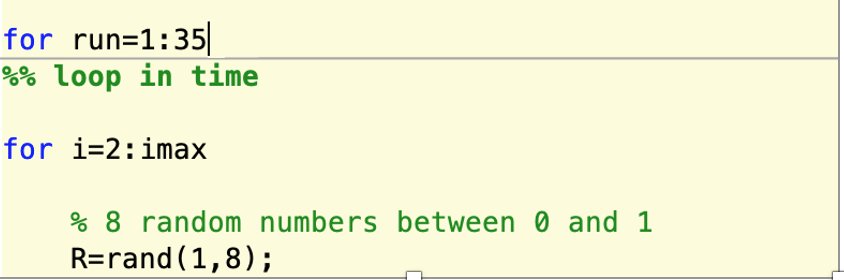 for run=1:35
%% loop in time
for i=2:imax
% 8 random numbers between 0 and 1
R=rand(1,8);